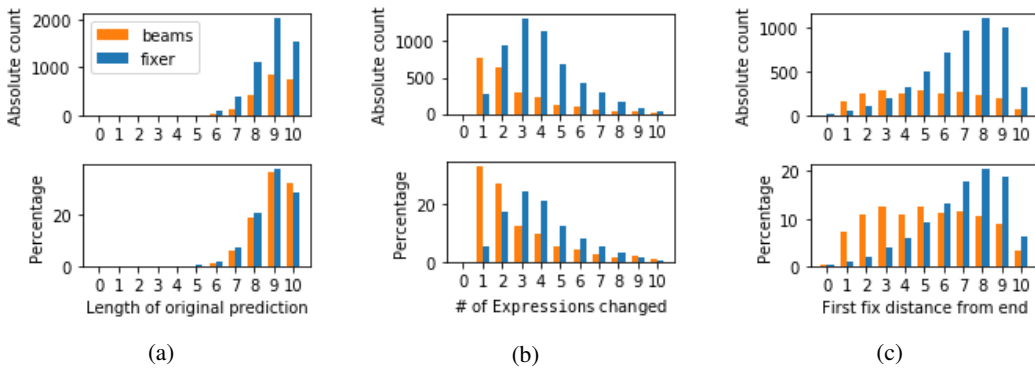 Absolute count
2000
1000
0
beams
fixer
0 1 2 3 4 5 6 7 8 9 10
Percentage
20
0
0 1 2 3 4 5 6 7 8 9 10
Length of original prediction
(a)
Absolute count
1000
500
0
0 1 2 3 4 5 6 7 8 9 10
Percentage
20
0
0 1 2 3 4 5 6 7 8 9 10
# of Expressions changed
(b)
Absolute count
1000
500
0
0 1 2 3 4 5 6 7 8 9 10
Percentage
20
10
0
0 1 2 3 4 5 6 7 8 9 10
First fix distance from end
(c)